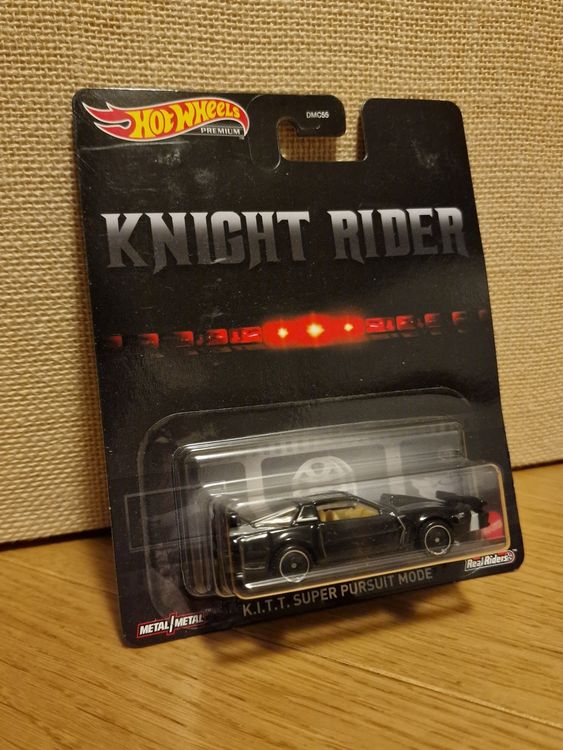 HOT WHEELS
PREMIUM
DMC55
KNIGHT RIDER
K.I.T.T. SUPER PURSUIT MODE
METAL/METAL
Real Riders